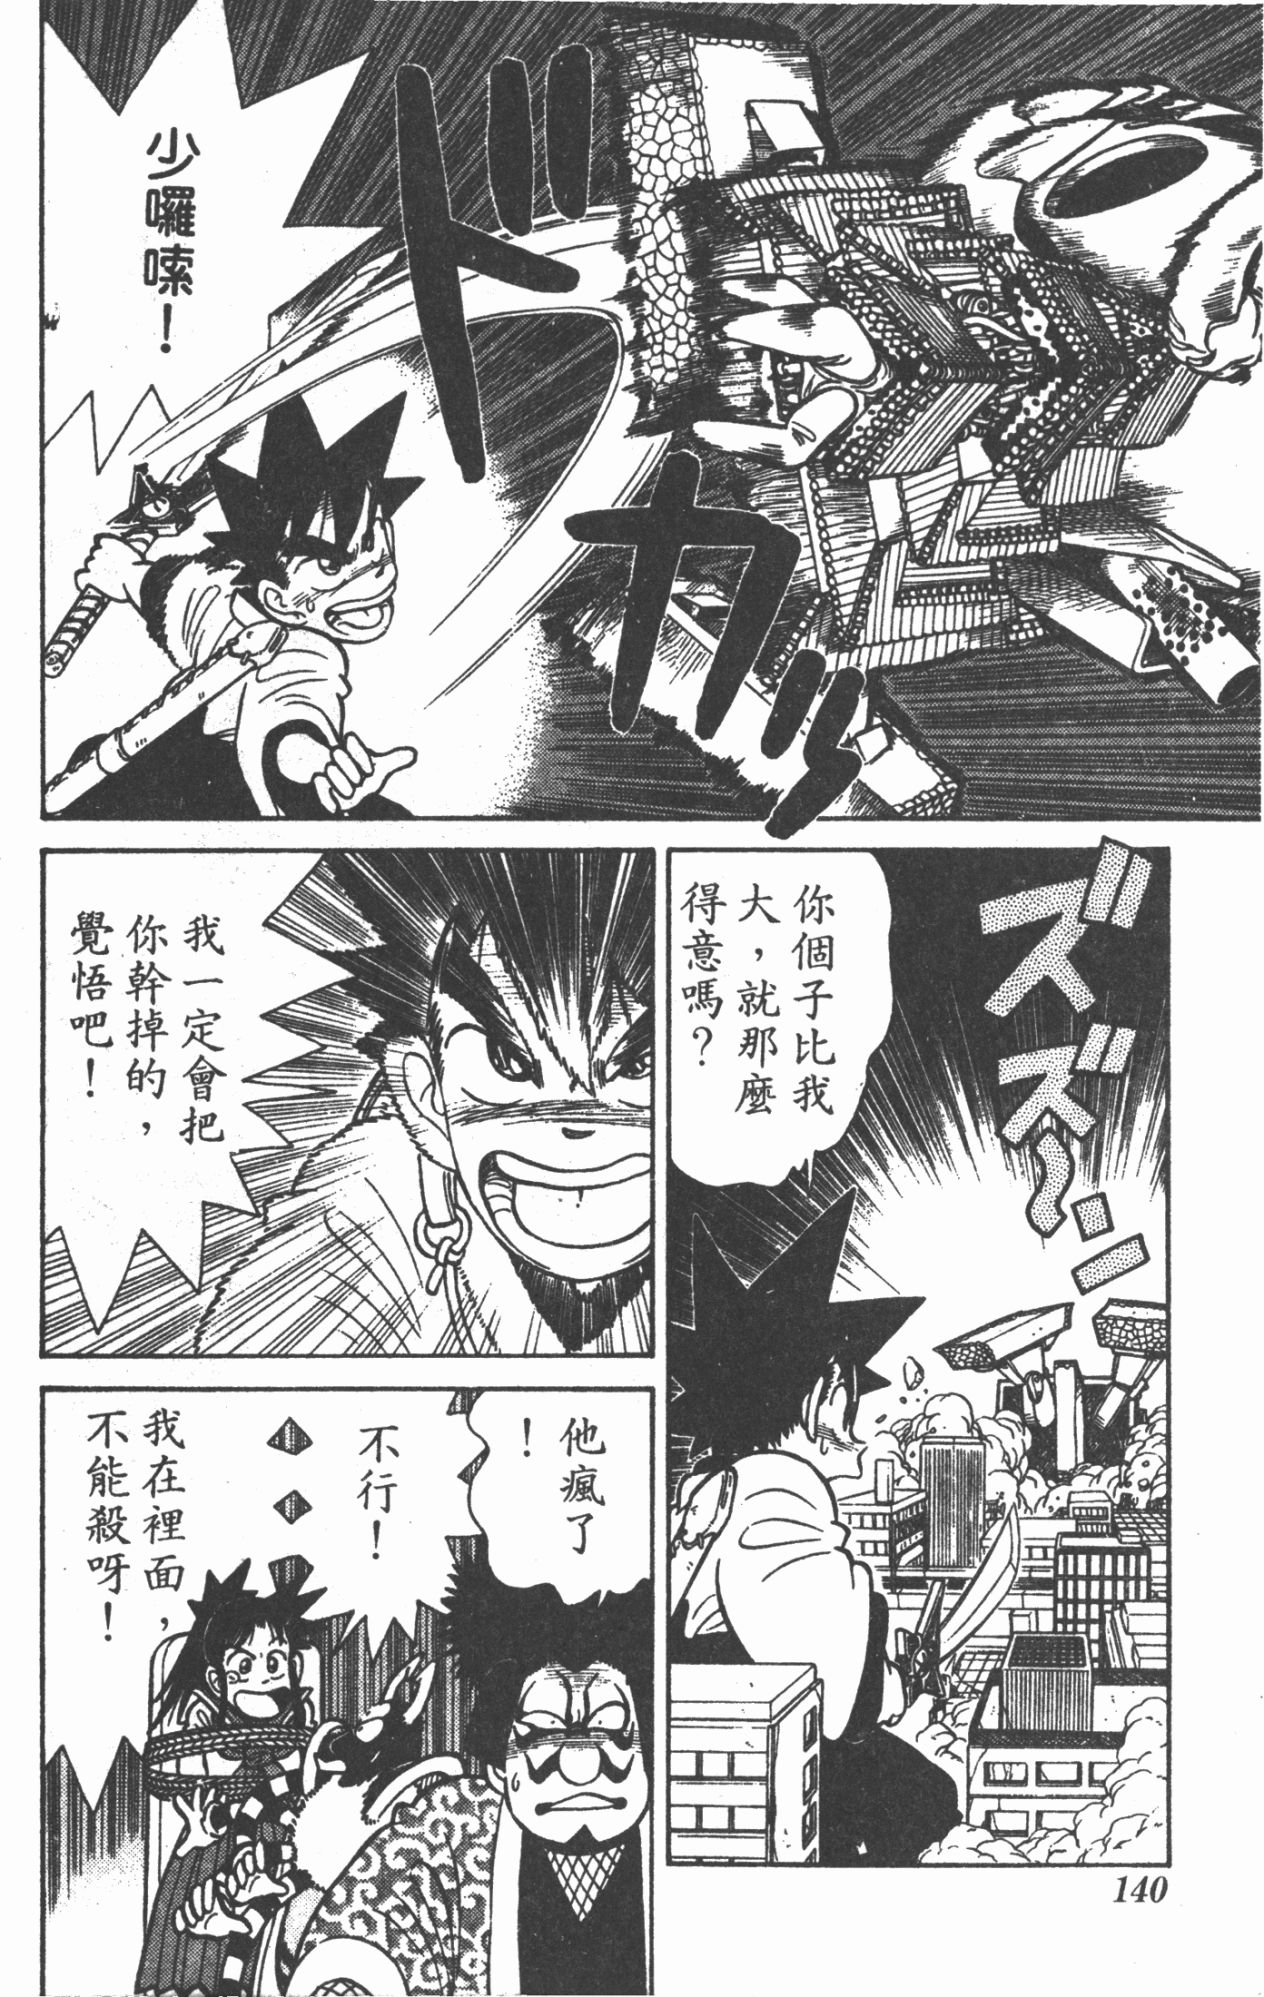 少囉嗦！
ドドカッ
你個子比我
大，就那麼
得意嗎？
ズズズ〜ン
我一定會把
你幹掉的，
覺悟吧！
他瘋了
！
不行！
我在裡面，
不能殺呀！
140